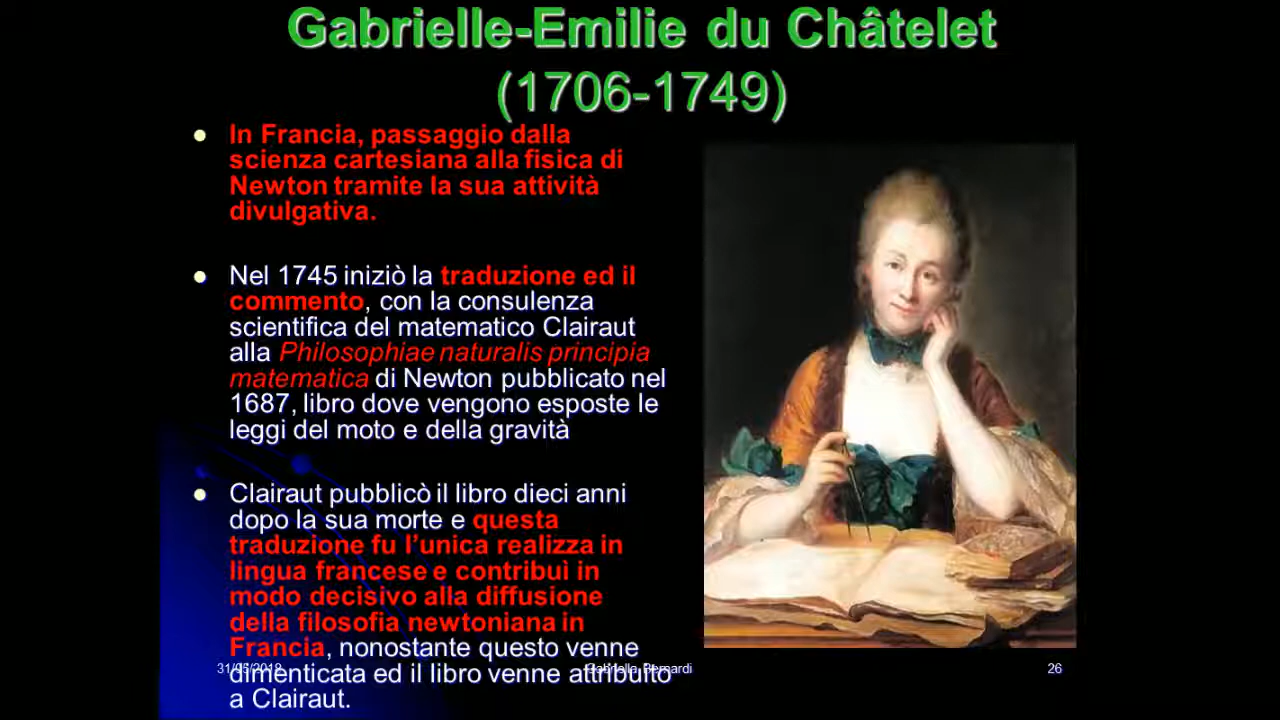 Gabrielle-Emilie du Châtelet
(1706-1749)
In Francia, passaggio dalla
scienza cartesiana alla fisica di
Newton tramite la sua attività
divulgativa.
Nel 1745 iniziò la traduzione ed il
commento, con la consulenza
scientifica del matematico Clairaut
alla Philosophiae naturalis principia
matematica di Newton pubblicato nel
1687, libro dove vengono esposte le
leggi del moto e della gravità
Clairaut pubblicò il libro dieci anni
dopo la sua morte e questa
traduzione fu l'unica realizza in
lingua francese e contribuì in
modo decisivo alla diffusione
della filosofia newtoniana in
Francia, nonostante questo venne
dimenticata ed il libro venne attribuito
a Clairaut.
Gabriella Bernardi
26